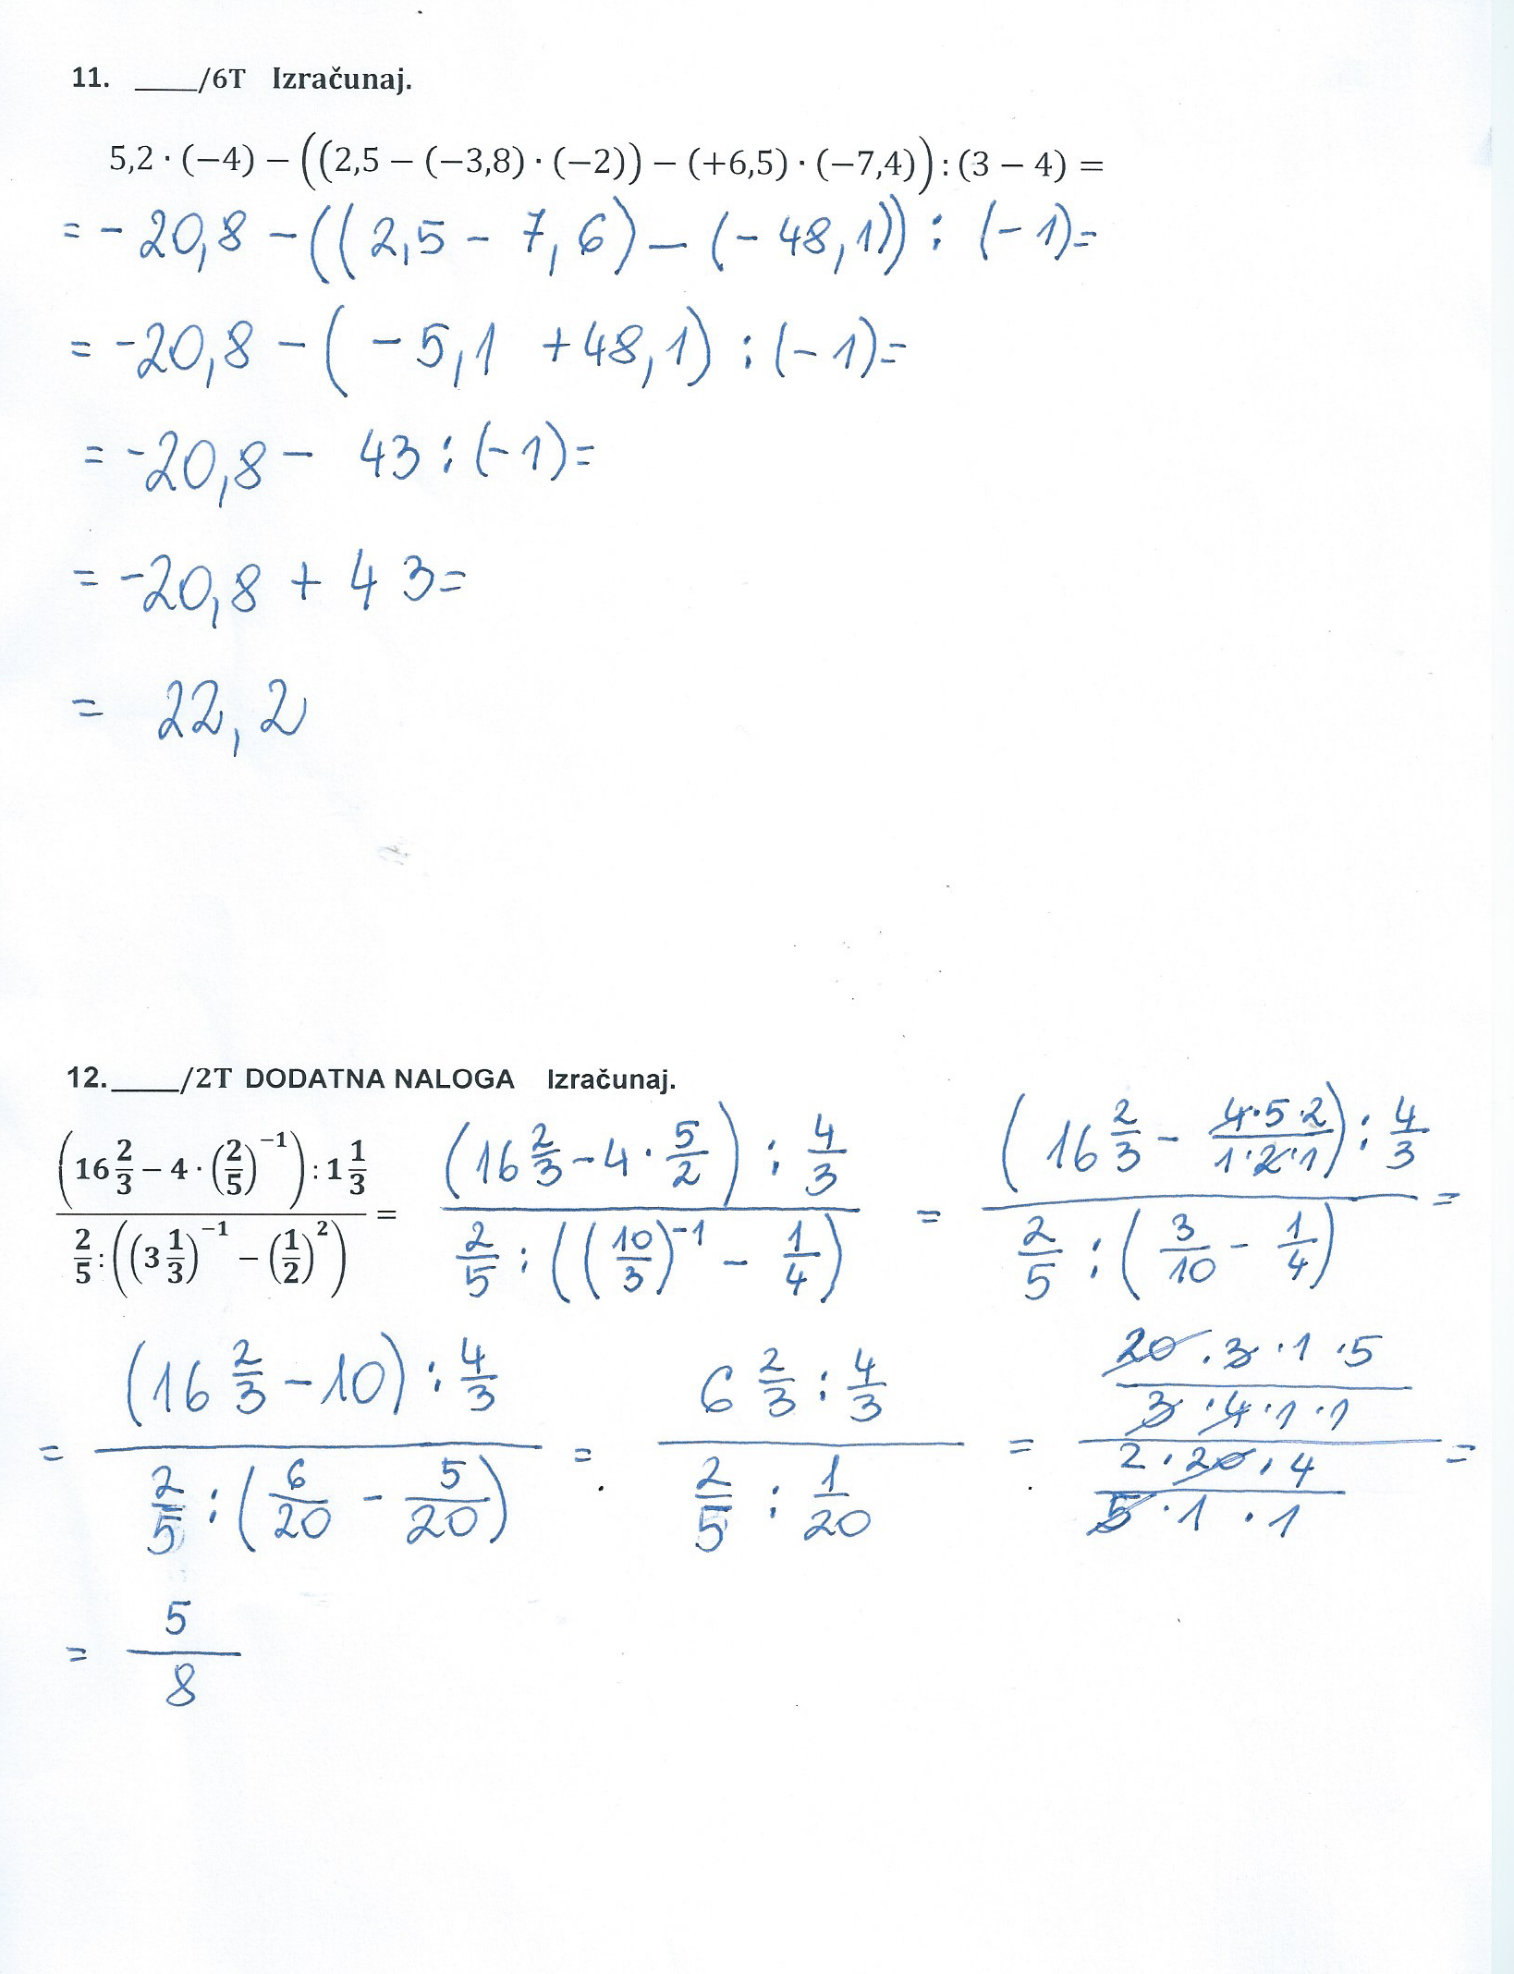 11. ____/6T Izračunaj.
5,2 · (−4) − ((2,5 − (−3,8) · (−2)) − (+6,5) · (−7,4)) : (3 − 4) =
= - 20,8 - ((2,5 - 7,6) - (- 48,1)) : (- 1) =
= -20,8 - ( - 5,1 + 48,1) : (- 1) =
= -20,8 - 43 : (- 1) =
= -20,8 + 43 =
= 22,2
12.____/2T DODATNA NALOGA Izračunaj.
(16 2/3 − 4 · (2/5)^−1) : 1 1/3 / 2/5 : ((3 1/3)^−1 − (1/2)^2) = (16 2/3 - 4 · 5/2) : 4/3 / 2/5 : ((10/3)^-1 - 1/4) = (16 2/3 - 4·5·2/1·2·1) : 4/3 / 2/5 : (3/10 - 1/4) =
= (16 2/3 - 10) : 4/3 / 2/5 : (6/20 - 5/20) = 6 2/3 : 4/3 / 2/5 : 1/20 = 20·3·1·5/3·4·1·1 / 2·20·4/5·1·1 =
= 5/8